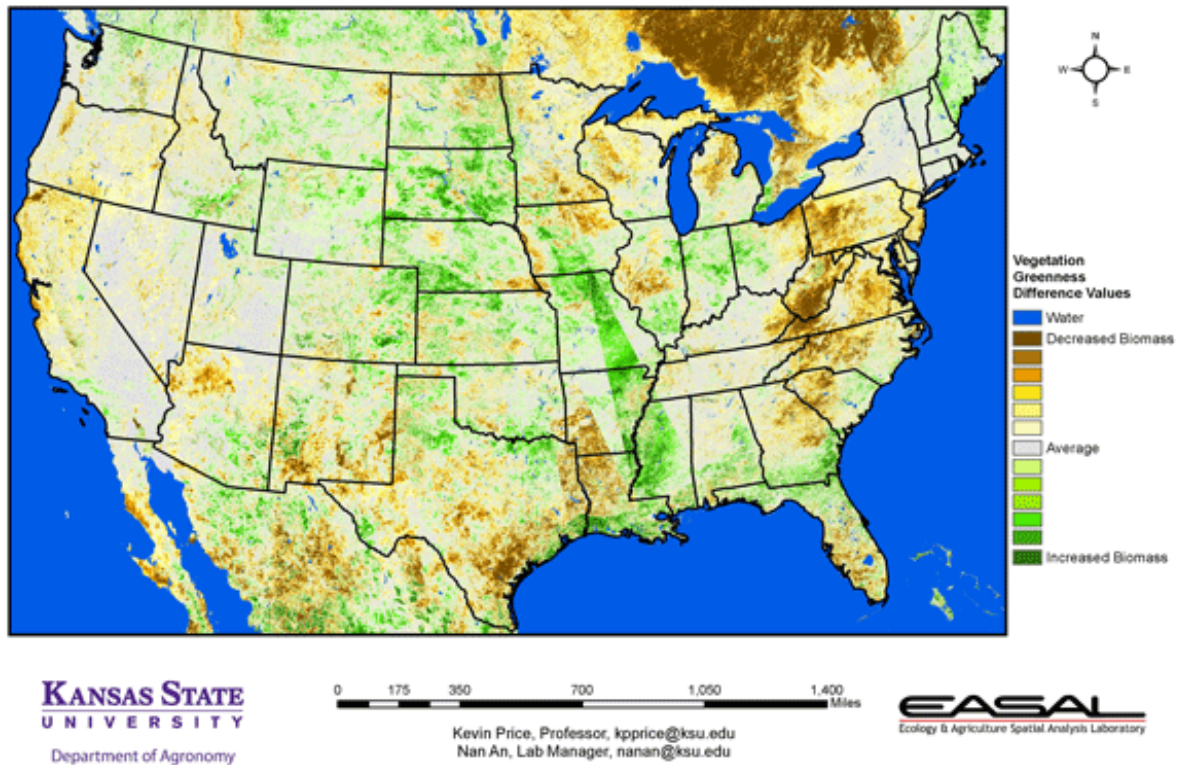 N
W E
S
Vegetation
Greenness
Difference Values
Water
Decreased Biomass
Average
Increased Biomass
KANSAS STATE
UNIVERSITY
Department of Agronomy
0 175 350 700 1,050 1,400
Miles
Kevin Price, Professor, kpprice@ksu.edu
Nan An, Lab Manager, nanan@ksu.edu
EASAL
Ecology & Agriculture Spatial Analysis Laboratory